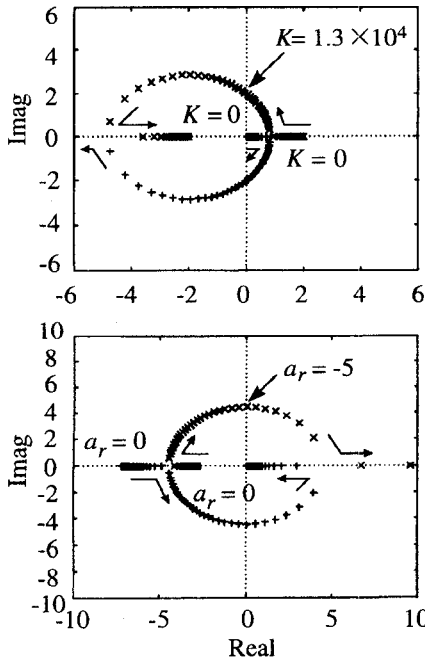 6
K = 1.3 × 10⁴
4
2
K = 0
Imag
0
K = 0
-2
-4
-6
-6 -4 -2 0 2 4 6
10
8
a_r = -5
6
4
2
a_r = 0
Imag
0
-2
a_r = 0
-4
-6
-8
-10
-10 -5 0 5 10
Real